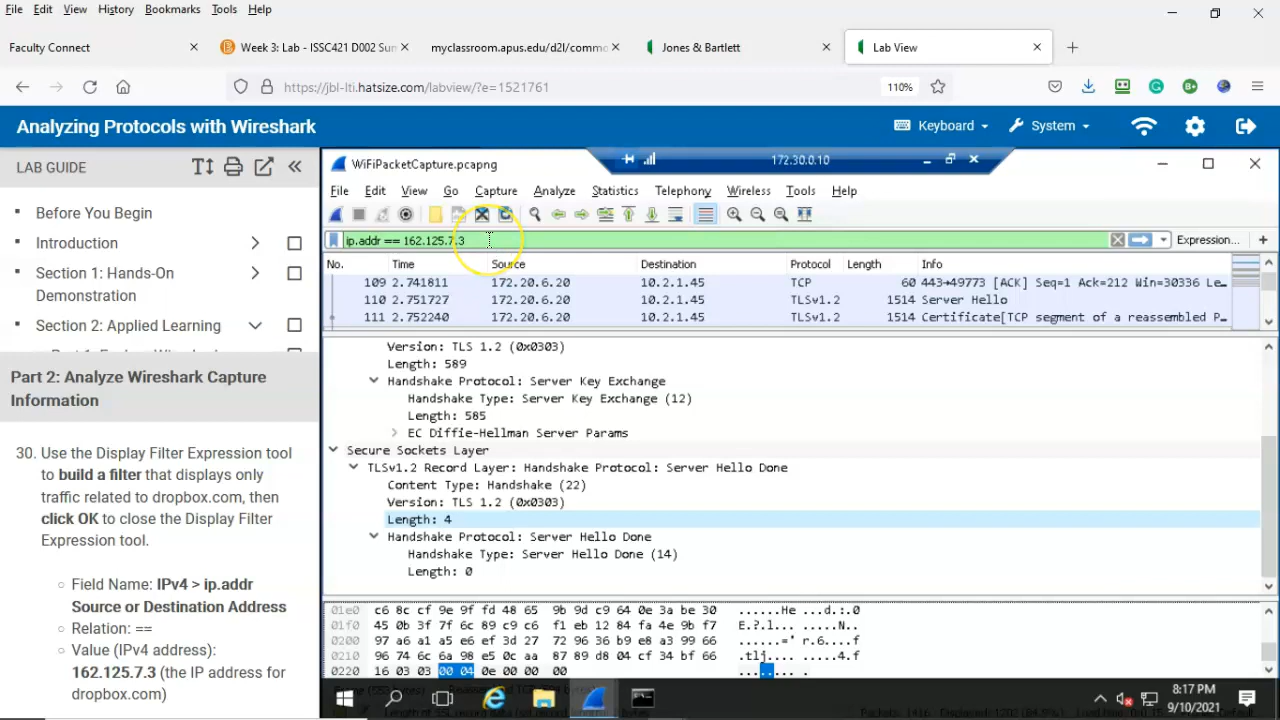 File Edit View History Bookmarks Tools Help
Faculty Connect
Week 3: Lab - ISSC421 D002 Sum
myclassroom.apus.edu/d2l/commo
Jones & Bartlett
Lab View
https://jbl-lti.hatsize.com/labview/?e=1521761
110%
Analyzing Protocols with Wireshark
Keyboard
System
LAB GUIDE
Before You Begin
Introduction
Section 1: Hands-On
Demonstration
Section 2: Applied Learning
Part 2: Analyze Wireshark Capture
Information
30. Use the Display Filter Expression tool
to build a filter that displays only
traffic related to dropbox.com, then
click OK to close the Display Filter
Expression tool.
Field Name: IPv4 > ip.addr
Source or Destination Address
Relation: ==
Value (IPv4 address):
162.125.7.3 (the IP address for
dropbox.com)
WiFiPacketCapture.pcapng
172.30.0.10
File Edit View Go Capture Analyze Statistics Telephony Wireless Tools Help
ip.addr == 162.125.7.3
Expression...
No. Time Source Destination Protocol Length Info
109 2.741811 172.20.6.20 10.2.1.45 TCP 60 443→49773 [ACK] Seq=1 Ack=212 Win=30336 Le…
110 2.751727 172.20.6.20 10.2.1.45 TLSv1.2 1514 Server Hello
111 2.752240 172.20.6.20 10.2.1.45 TLSv1.2 1514 Certificate[TCP segment of a reassembled P…
Version: TLS 1.2 (0x0303)
Length: 589
Handshake Protocol: Server Key Exchange
Handshake Type: Server Key Exchange (12)
Length: 585
EC Diffie-Hellman Server Params
Secure Sockets Layer
TLSv1.2 Record Layer: Handshake Protocol: Server Hello Done
Content Type: Handshake (22)
Version: TLS 1.2 (0x0303)
Length: 4
Handshake Protocol: Server Hello Done
Handshake Type: Server Hello Done (14)
Length: 0
01e0 c6 8c cf 9e 9f fd 48 65 9b 9d c9 64 0e 3a be 30 ......He ...d.:.0
01f0 45 0b 3f 7f 6c 89 c9 c6 f1 eb 12 84 fa 4e 9b f7 E.?.l... .....N..
0200 97 a6 a1 a5 e6 ef 3d 27 72 96 36 b9 e8 a3 99 66 ......=' r.6....f
0210 96 74 6c 6a 98 e5 0c aa 87 89 d8 04 cf 34 bf 66 .tlj.... .....4.f
0220 16 03 03 00 04 0e 00 00 00 ........ .
8:17 PM
9/10/2021